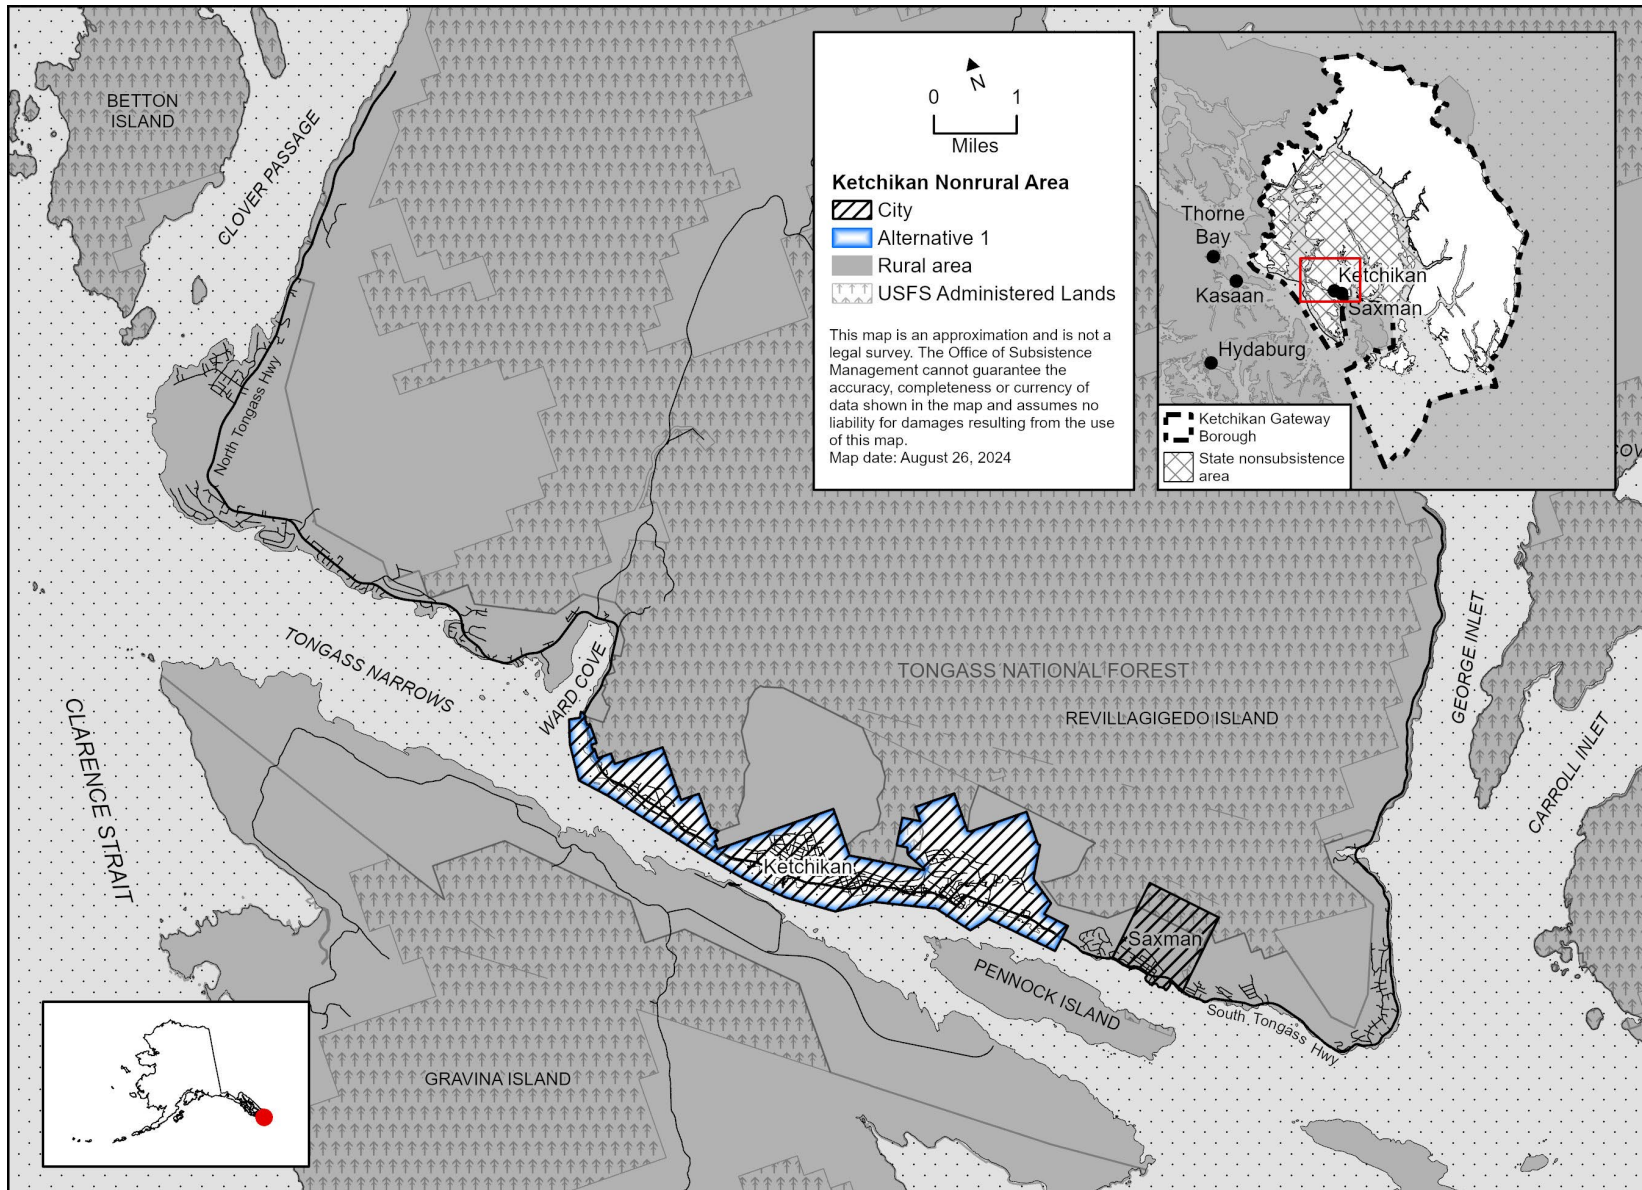 BETTON
ISLAND
CLOVER PASSAGE
North Tongass Hwy
N
0 1
Miles
Ketchikan Nonrural Area
City
Alternative 1
Rural area
USFS Administered Lands
This map is an approximation and is not a
legal survey. The Office of Subsistence
Management cannot guarantee the
accuracy, completeness or currency of
data shown in the map and assumes no
liability for damages resulting from the use
of this map.
Map date: August 26, 2024
Thorne
Bay
Kasaan
Ketchikan
Saxman
Hydaburg
Ketchikan Gateway
Borough
State nonsubsistence
area
TONGASS NARROWS
WARD COVE
CLARENCE STRAIT
TONGASS NATIONAL FOREST
REVILLAGIGEDO ISLAND
GEORGE INLET
CARROLL INLET
Ketchikan
Saxman
PENNOCK ISLAND
South Tongass Hwy
GRAVINA ISLAND